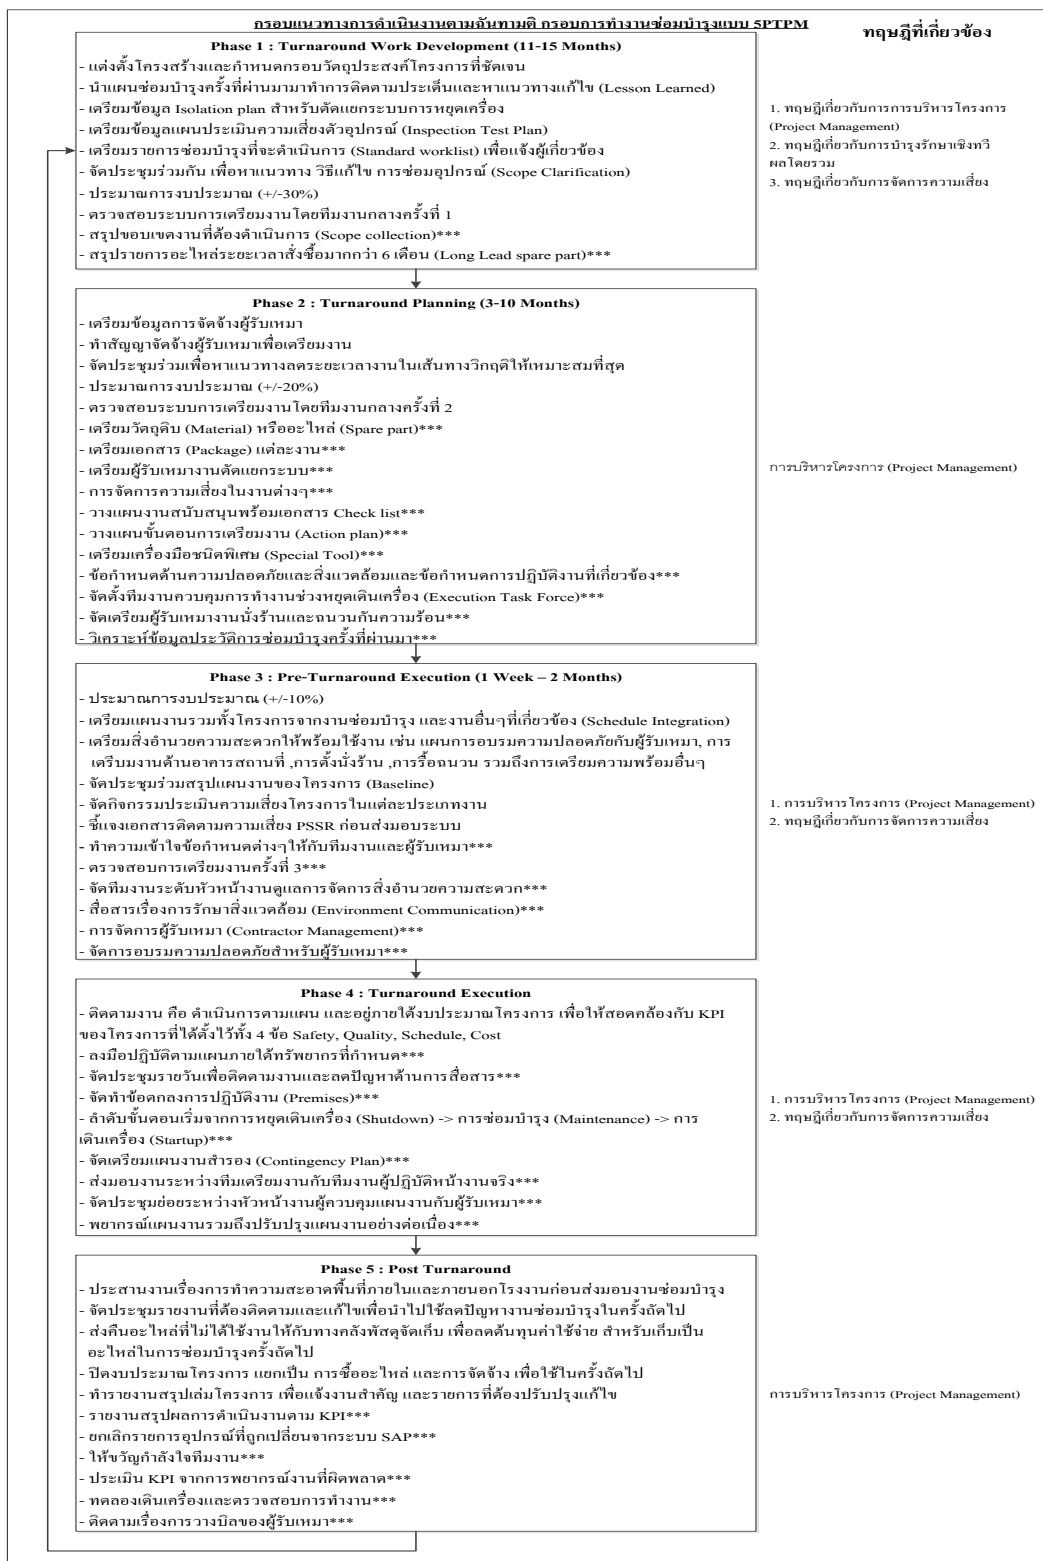 กรอบแนวทางการดำเนินงานตามฉันทามติ กรอบการทำงานซ่อมบำรุงแบบ 5PTPM
ทฤษฎีที่เกี่ยวข้อง
Phase 1 : Turnaround Work Development (11-15 Months)
- แต่งตั้งโครงสร้างและกำหนดกรอบวัตถุประสงค์โครงการที่ชัดเจน
- นำแผนซ่อมบำรุงครั้งที่ผ่านมามาทำการติดตามประเด็นและหาแนวทางแก้ไข (Lesson Learned)
- เตรียมข้อมูล Isolation plan สำหรับตัดแยกระบบการหยุดเครื่อง
- เตรียมข้อมูลแผนประเมินความเสี่ยงตัวอุปกรณ์ (Inspection Test Plan)
- เตรียมรายการซ่อมบำรุงที่จะดำเนินการ (Standard worklist) เพื่อแจ้งผู้เกี่ยวข้อง
- จัดประชุมร่วมกัน เพื่อหาแนวทาง วิธีแก้ไข การซ่อมอุปกรณ์ (Scope Clarification)
- ประมาณการงบประมาณ (+/-30%)
- ตรวจสอบระบบการเตรียมงานโดยทีมงานกลางครั้งที่ 1
- สรุปขอบเขตงานที่ต้องดำเนินการ (Scope collection)***
- สรุปรายการอะไหล่ระยะเวลาสั่งซื้อมากกว่า 6 เดือน (Long Lead spare part)***
1. ทฤษฎีเกี่ยวกับการการบริหารโครงการ
(Project Management)
2. ทฤษฎีเกี่ยวกับการบำรุงรักษาเชิงทวี
ผลโดยรวม
3. ทฤษฎีเกี่ยวกับการจัดการความเสี่ยง
Phase 2 : Turnaround Planning (3-10 Months)
- เตรียมข้อมูลการจัดจ้างผู้รับเหมา
- ทำสัญญาจัดจ้างผู้รับเหมาเพื่อเตรียมงาน
- จัดประชุมร่วมเพื่อหาแนวทางลดระยะเวลางานในเส้นทางวิกฤติให้เหมาะสมที่สุด
- ประมาณการงบประมาณ (+/-20%)
- ตรวจสอบระบบการเตรียมงานโดยทีมงานกลางครั้งที่ 2
- เตรียมวัตถุดิบ (Material) หรืออะไหล่ (Spare part)***
- เตรียมเอกสาร (Package) แต่ละงาน***
- เตรียมผู้รับเหมางานตัดแยกระบบ***
- การจัดการความเสี่ยงในงานต่างๆ***
- วางแผนงานสนับสนุนพร้อมเอกสาร Check list***
- วางแผนขั้นตอนการเตรียมงาน (Action plan)***
- เตรียมเครื่องมือชนิดพิเศษ (Special Tool)***
- ข้อกำหนดด้านความปลอดภัยและสิ่งแวดล้อมและข้อกำหนดการปฏิบัติงานที่เกี่ยวข้อง***
- จัดตั้งทีมงานควบคุมการทำงานช่วงหยุดเดินเครื่อง (Execution Task Force)***
- จัดเตรียมผู้รับเหมางานนั่งร้านและฉนวนกันความร้อน***
- วิเคราะห์ข้อมูลประวัติการซ่อมบำรุงครั้งที่ผ่านมา***
การบริหารโครงการ (Project Management)
Phase 3 : Pre-Turnaround Execution (1 Week – 2 Months)
- ประมาณการงบประมาณ (+/-10%)
- เตรียมแผนงานรวมทั้งโครงการจากงานซ่อมบำรุง และงานอื่นๆที่เกี่ยวข้อง (Schedule Integration)
- เตรียมสิ่งอำนวยความสะดวกให้พร้อมใช้งาน เช่น แผนการอบรมความปลอดภัยกับผู้รับเหมา, การ
เตรีบมงานด้านอาคารสถานที่ ,การตั้งนั่งร้าน ,การรื้อฉนวน รวมถึงการเตรียมความพร้อมอื่นๆ
- จัดประชุมร่วมสรุปแผนงานของโครงการ (Baseline)
- จัดกิจกรรมประเมินความเสี่ยงโครงการในแต่ละประเภทงาน
- ชี้แจงเอกสารติดตามความเสี่ยง PSSR ก่อนส่งมอบระบบ
- ทำความเข้าใจข้อกำหนดต่างๆให้กับทีมงานและผู้รับเหมา***
- ตรวจสอบการเตรียมงานครั้งที่ 3***
- จัดทีมงานระดับหัวหน้างานดูแลการจัดการสิ่งอำนวยความสะดวก***
- สื่อสารเรื่องการรักษาสิ่งแวดล้อม (Environment Communication)***
- การจัดการผู้รับเหมา (Contractor Management)***
- จัดการอบรมความปลอดภัยสำหรับผู้รับเหมา***
1. การบริหารโครงการ (Project Management)
2. ทฤษฎีเกี่ยวกับการจัดการความเสี่ยง
Phase 4 : Turnaround Execution
- ติดตามงาน คือ ดำเนินการตามแผน และอยู่ภายใต้งบประมาณโครงการ เพื่อให้สอดคล้องกับ KPI
ของโครงการที่ได้ตั้งไว้ทั้ง 4 ข้อ Safety, Quality, Schedule, Cost
- ลงมือปฏิบัติตามแผนภายใต้ทรัพยากรที่กำหนด***
- จัดประชุมรายวันเพื่อติดตามงานและลดปัญหาด้านการสื่อสาร***
- จัดทำข้อตกลงการปฏิบัติงาน (Premises)***
- ลำดับขั้นตอนเริ่มจากการหยุดเดินเครื่อง (Shutdown) -> การซ่อมบำรุง (Maintenance) -> การ
เดินเครื่อง (Startup)***
- จัดเตรียมแผนงานสำรอง (Contingency Plan)***
- ส่งมอบงานระหว่างทีมเตรียมงานกับทีมงานผู้ปฏิบัติหน้างานจริง***
- จัดประชุมย่อยระหว่างหัวหน้างานผู้ควบคุมแผนงานกับผู้รับเหมา***
- พยากรณ์แผนงานรวมถึงปรับปรุงแผนงานอย่างต่อเนื่อง***
1. การบริหารโครงการ (Project Management)
2. ทฤษฎีเกี่ยวกับการจัดการความเสี่ยง
Phase 5 : Post Turnaround
- ประสานงานเรื่องการทำความสะอาดพื้นที่ภายในและภายนอกโรงงานก่อนส่งมอบงานซ่อมบำรุง
- จัดประชุมรายงานที่ต้องติดตามและแก้ไขเพื่อนำไปใช้ลดปัญหางานซ่อมบำรุงในครั้งถัดไป
- ส่งคืนอะไหล่ที่ไม่ได้ใช้งานให้กับทางคลังพัสดุจัดเก็บ เพื่อลดต้นทุนค่าใช้จ่าย สำหรับเก็บเป็น
อะไหล่ในการซ่อมบำรุงครั้งถัดไป
- ปิดงบประมาณโครงการ แยกเป็น การซื้ออะไหล่ และการจัดจ้าง เพื่อใช้ในครั้งถัดไป
- ทำรายงานสรุปเล่มโครงการ เพื่อแจ้งงานสำคัญ และรายการที่ต้องปรับปรุงแก้ไข
- รายงานสรุปผลการดำเนินงานตาม KPI***
- ยกเลิกรายการอุปกรณ์ที่ถูกเปลี่ยนจากระบบ SAP***
- ให้ขวัญกำลังใจทีมงาน***
- ประเมิน KPI จากการพยากรณ์งานที่ผิดพลาด***
- ทดลองเดินเครื่องและตรวจสอบการทำงาน***
- ติดตามเรื่องการวางบิลของผู้รับเหมา***
การบริหารโครงการ (Project Management)